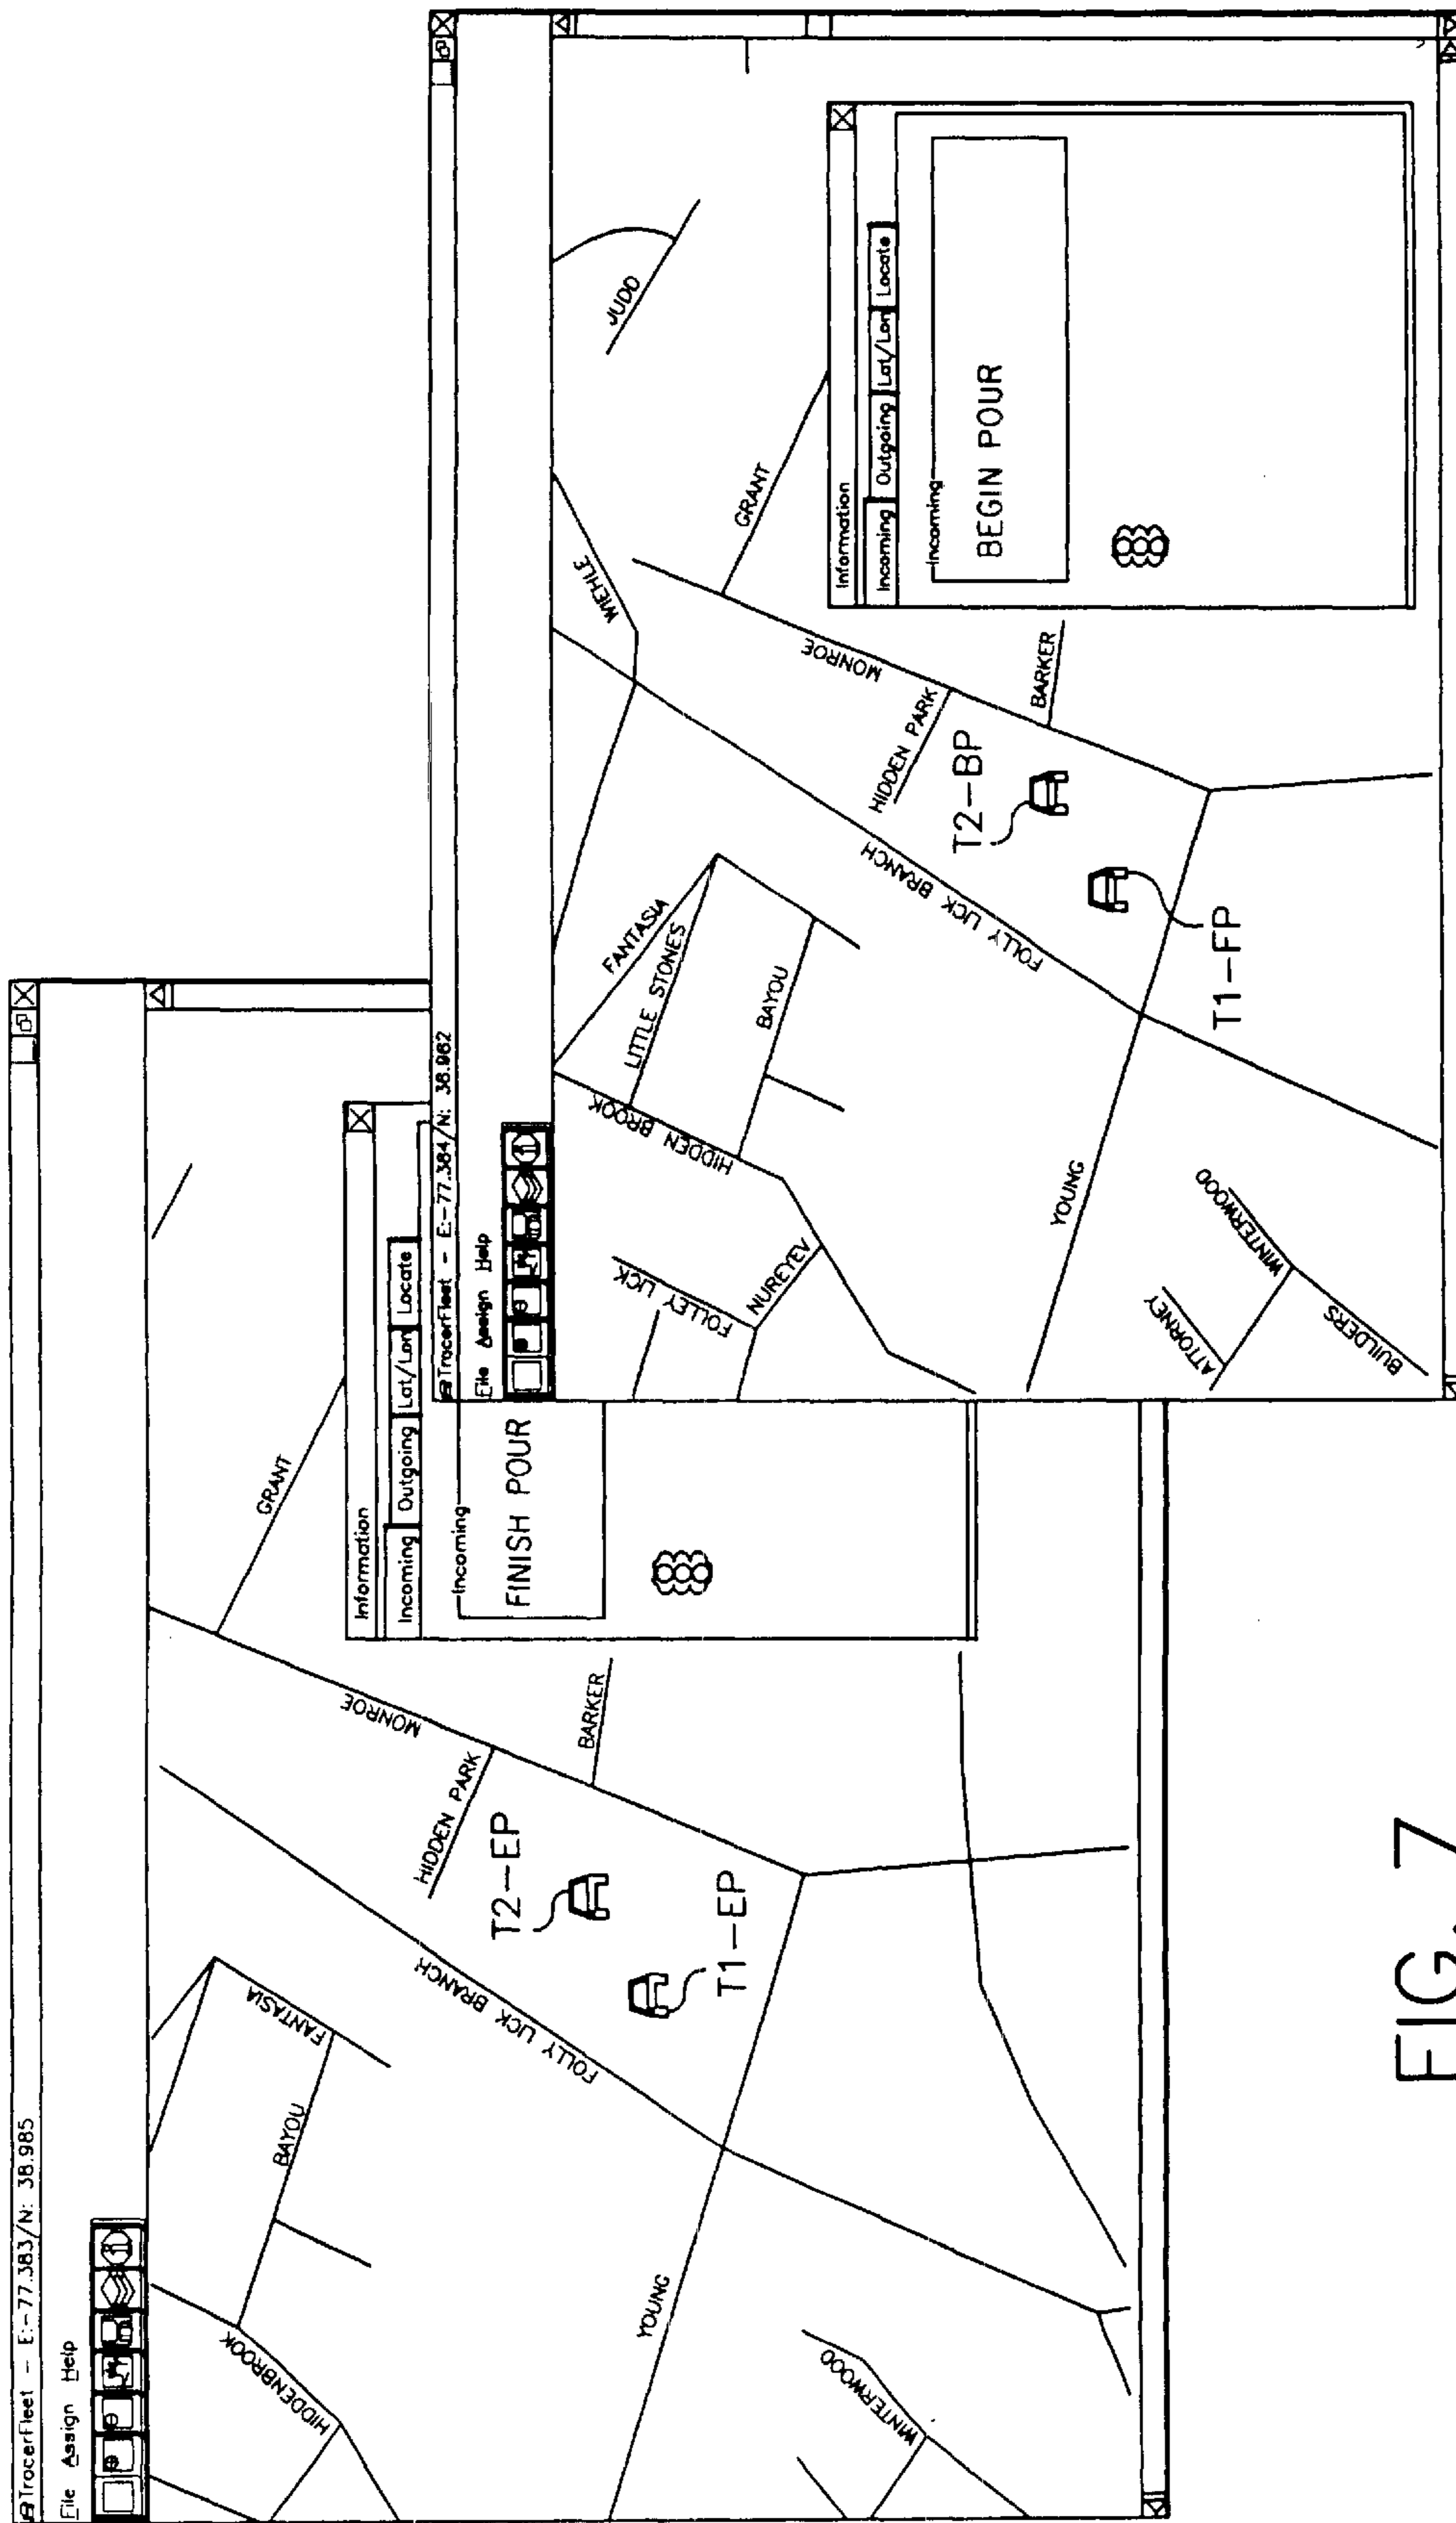 TracerFleet - E:-77.383/N: 38.985
File Assign Help
HIDDENBROOK
BAYOU
FANTASIA
FOLLY LICK BRANCH
MONROE
GRANT
HIDDEN PARK
BARKER
T2-EP
T1-EP
YOUNG
WINTERWOOD
Information
Incoming Outgoing Lat/Lon Locate
Incoming
FINISH POUR
TracerFleet - E:-77.384/N: 38.962
File Assign Help
FOLLEY LICK
NUREYEV
HIDDEN BROOK
LITTLE STONES
FANTASIA
BAYOU
WIEHLE
JUDD
GRANT
MONROE
FOLLY LICK BRANCH
HIDDEN PARK
BARKER
T2-BP
T1-FP
YOUNG
ATTORNEY
WINTERWOOD
BUILDERS
Information
Incoming Outgoing Lat/Lon Locate
Incoming
BEGIN POUR
FIG. 7